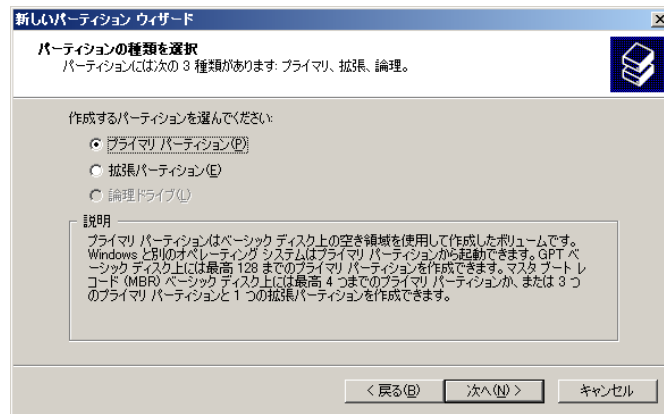 新しいパーティション ウィザード
パーティションの種類を選択
パーティションには次の 3 種類があります: プライマリ、拡張、論理。
作成するパーティションを選んでください:
プライマリ パーティション(P)
拡張パーティション(E)
論理ドライブ(L)
説明
プライマリ パーティションはベーシック ディスク上の空き領域を使用して作成したボリュームです。
Windows と別のオペレーティング システムはプライマリ パーティションから起動できます。GPT ベ
ーシック ディスク上には最高 128 までのプライマリ パーティションを作成できます。マスタ ブート レ
コード (MBR) ベーシック ディスク上には最高 4 つまでのプライマリ パーティションか、または 3 つ
のプライマリ パーティションと 1 つの拡張パーティションを作成できます。
< 戻る(B)
次へ(N) >
キャンセル